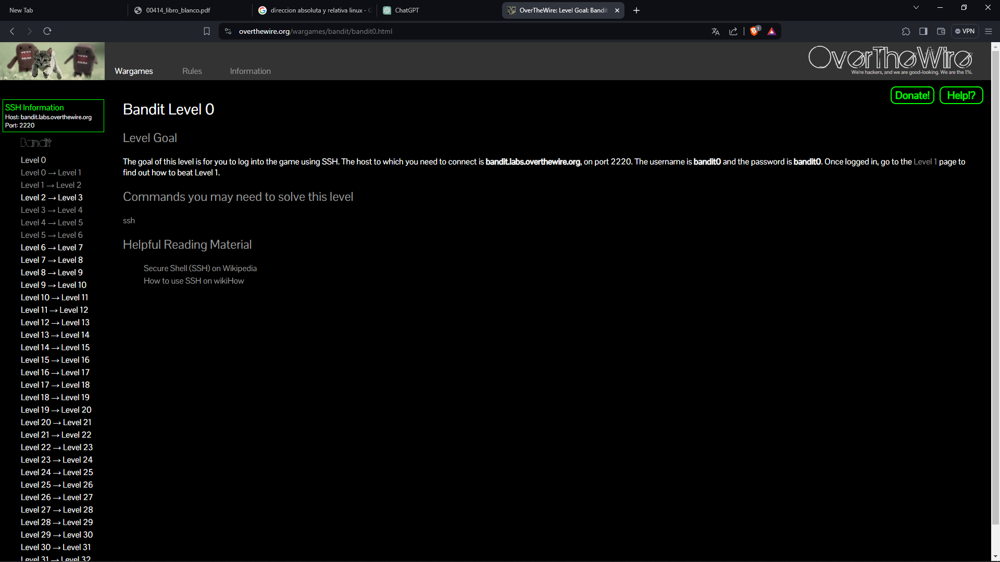 New Tab
00414_libro_blanco.pdf
direccion absoluta y relativa linux - G
ChatGPT
OverTheWire: Level Goal: Bandit
overthewire.org/wargames/bandit/bandit0.html
1
VPN
Wargames
Rules
Information
OverTheWire
We're hackers, and we are good-looking. We are the 1%.
Donate!
Help!?
SSH Information
Host: bandit.labs.overthewire.org
Port: 2220
Bandit
Level 0
Level 0 → Level 1
Level 1 → Level 2
Level 2 → Level 3
Level 3 → Level 4
Level 4 → Level 5
Level 5 → Level 6
Level 6 → Level 7
Level 7 → Level 8
Level 8 → Level 9
Level 9 → Level 10
Level 10 → Level 11
Level 11 → Level 12
Level 12 → Level 13
Level 13 → Level 14
Level 14 → Level 15
Level 15 → Level 16
Level 16 → Level 17
Level 17 → Level 18
Level 18 → Level 19
Level 19 → Level 20
Level 20 → Level 21
Level 21 → Level 22
Level 22 → Level 23
Level 23 → Level 24
Level 24 → Level 25
Level 25 → Level 26
Level 26 → Level 27
Level 27 → Level 28
Level 28 → Level 29
Level 29 → Level 30
Level 30 → Level 31
Level 31 → Level 32
Bandit Level 0
Level Goal
The goal of this level is for you to log into the game using SSH. The host to which you need to connect is bandit.labs.overthewire.org, on port 2220. The username is bandit0 and the password is bandit0. Once logged in, go to the Level 1 page to
find out how to beat Level 1.
Commands you may need to solve this level
ssh
Helpful Reading Material
Secure Shell (SSH) on Wikipedia
How to use SSH on wikiHow